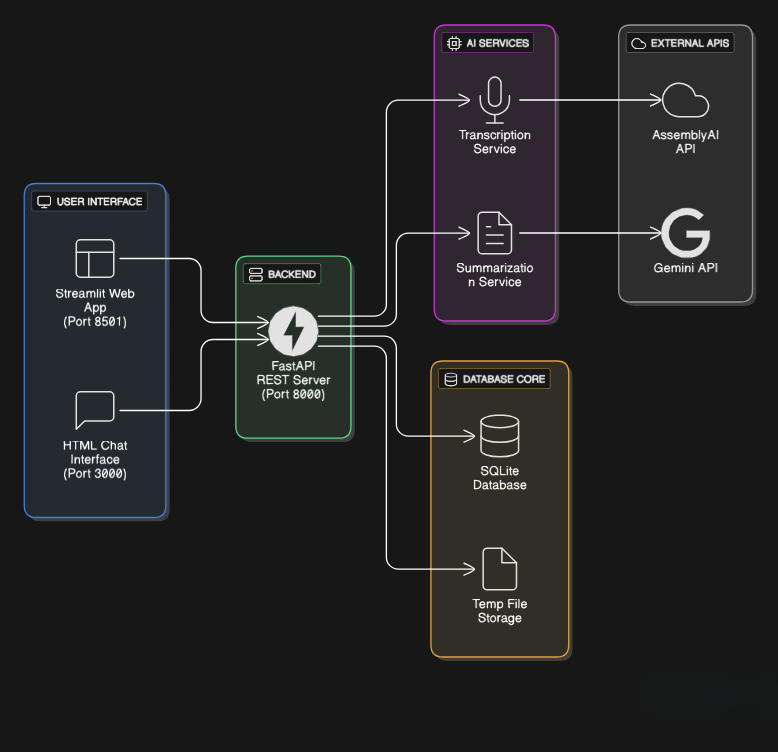 AI SERVICES
Transcription
Service
Summarizatio
n Service
EXTERNAL APIS
AssemblyAI
API
Gemini API
USER INTERFACE
Streamlit Web
App
(Port 8501)
HTML Chat
Interface
(Port 3000)
BACKEND
FastAPI
REST Server
(Port 8000)
DATABASE CORE
SQLite
Database
Temp File
Storage